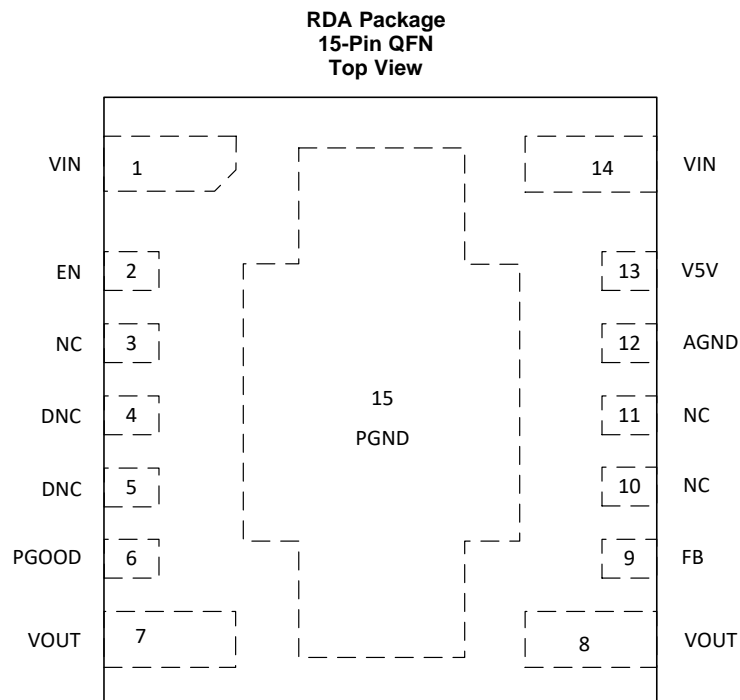 RDA Package
15-Pin QFN
Top View
VIN 1 14 VIN
EN 2 13 V5V
NC 3 12 AGND
DNC 4 11 NC
15
PGND
DNC 5 10 NC
PGOOD 6 9 FB
VOUT 7 8 VOUT